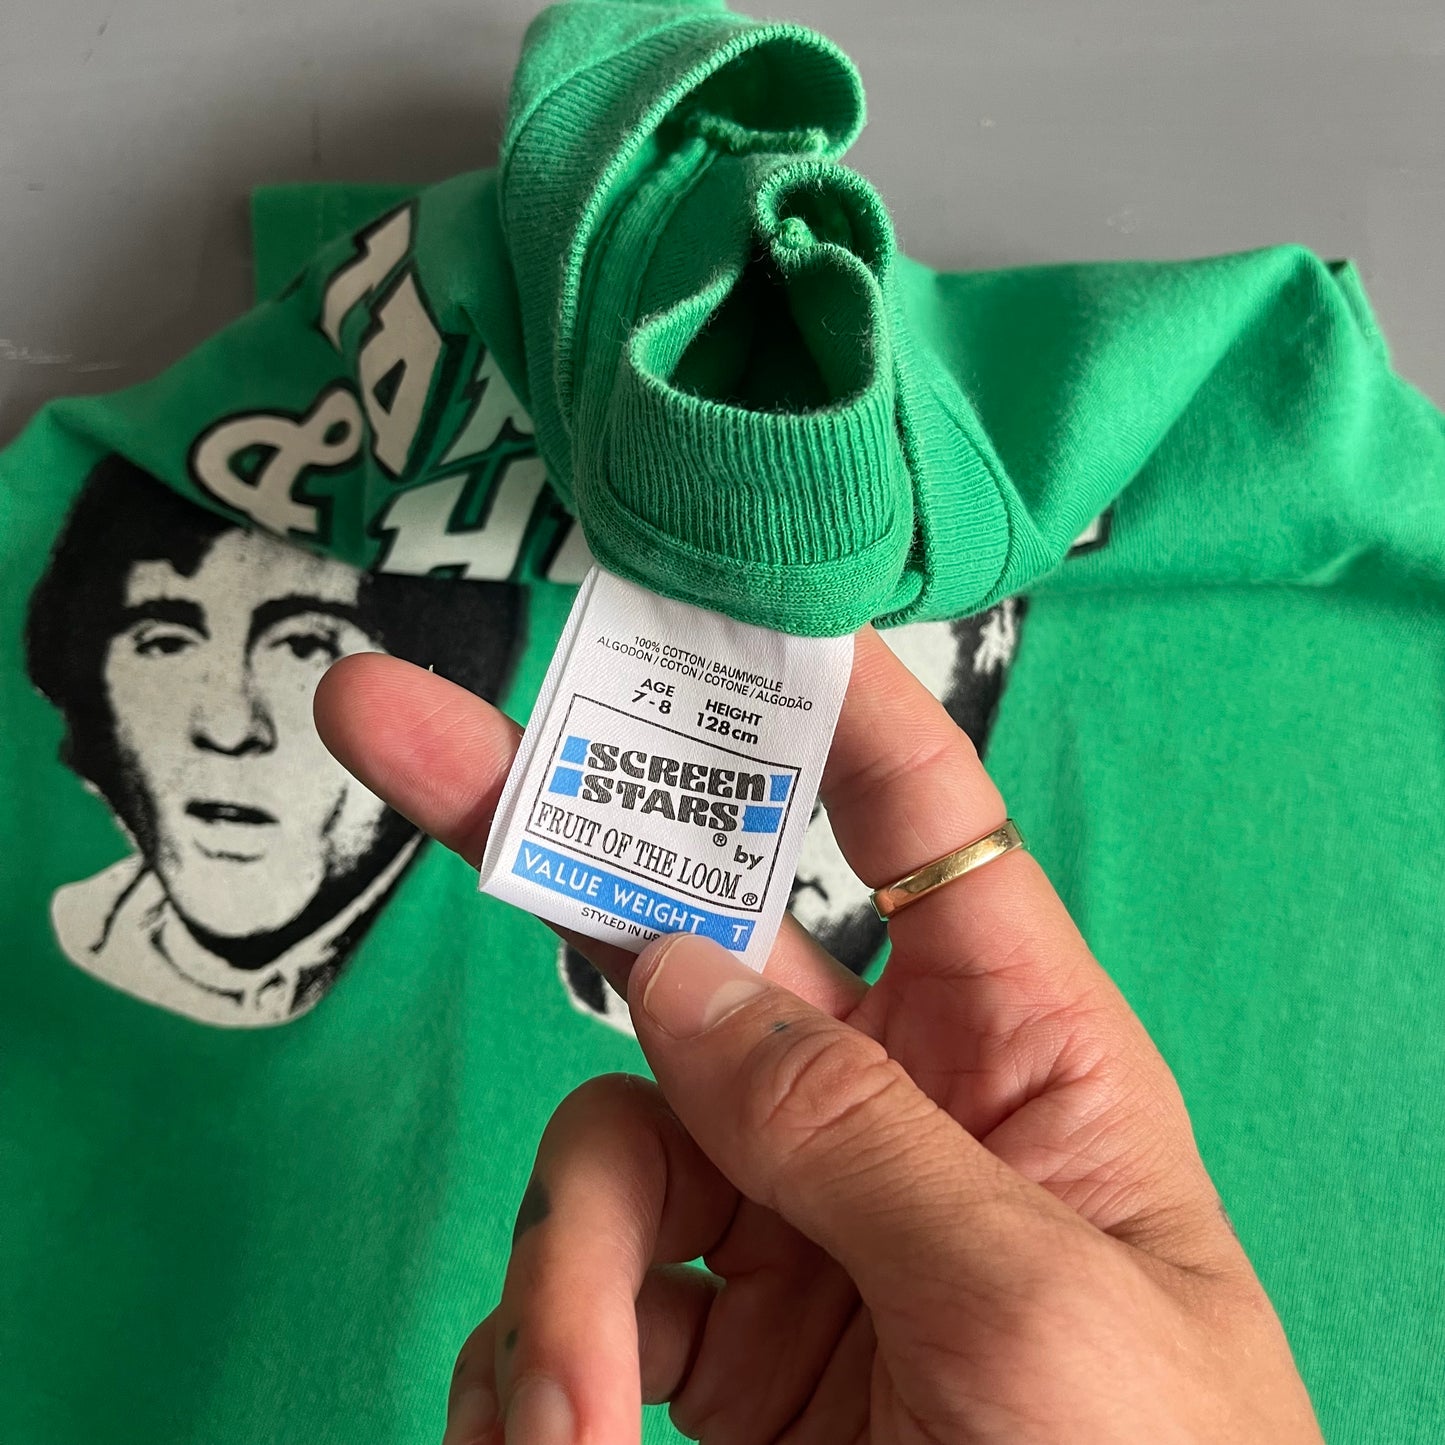 &
H
100% COTTON / BAUMWOLLE
ALGODON / COTON / COTONE / ALGODÃO
AGE HEIGHT
7-8 128cm
SCREEN
STARS
® by
FRUIT OF THE LOOM ®
VALUE WEIGHT T
STYLED IN